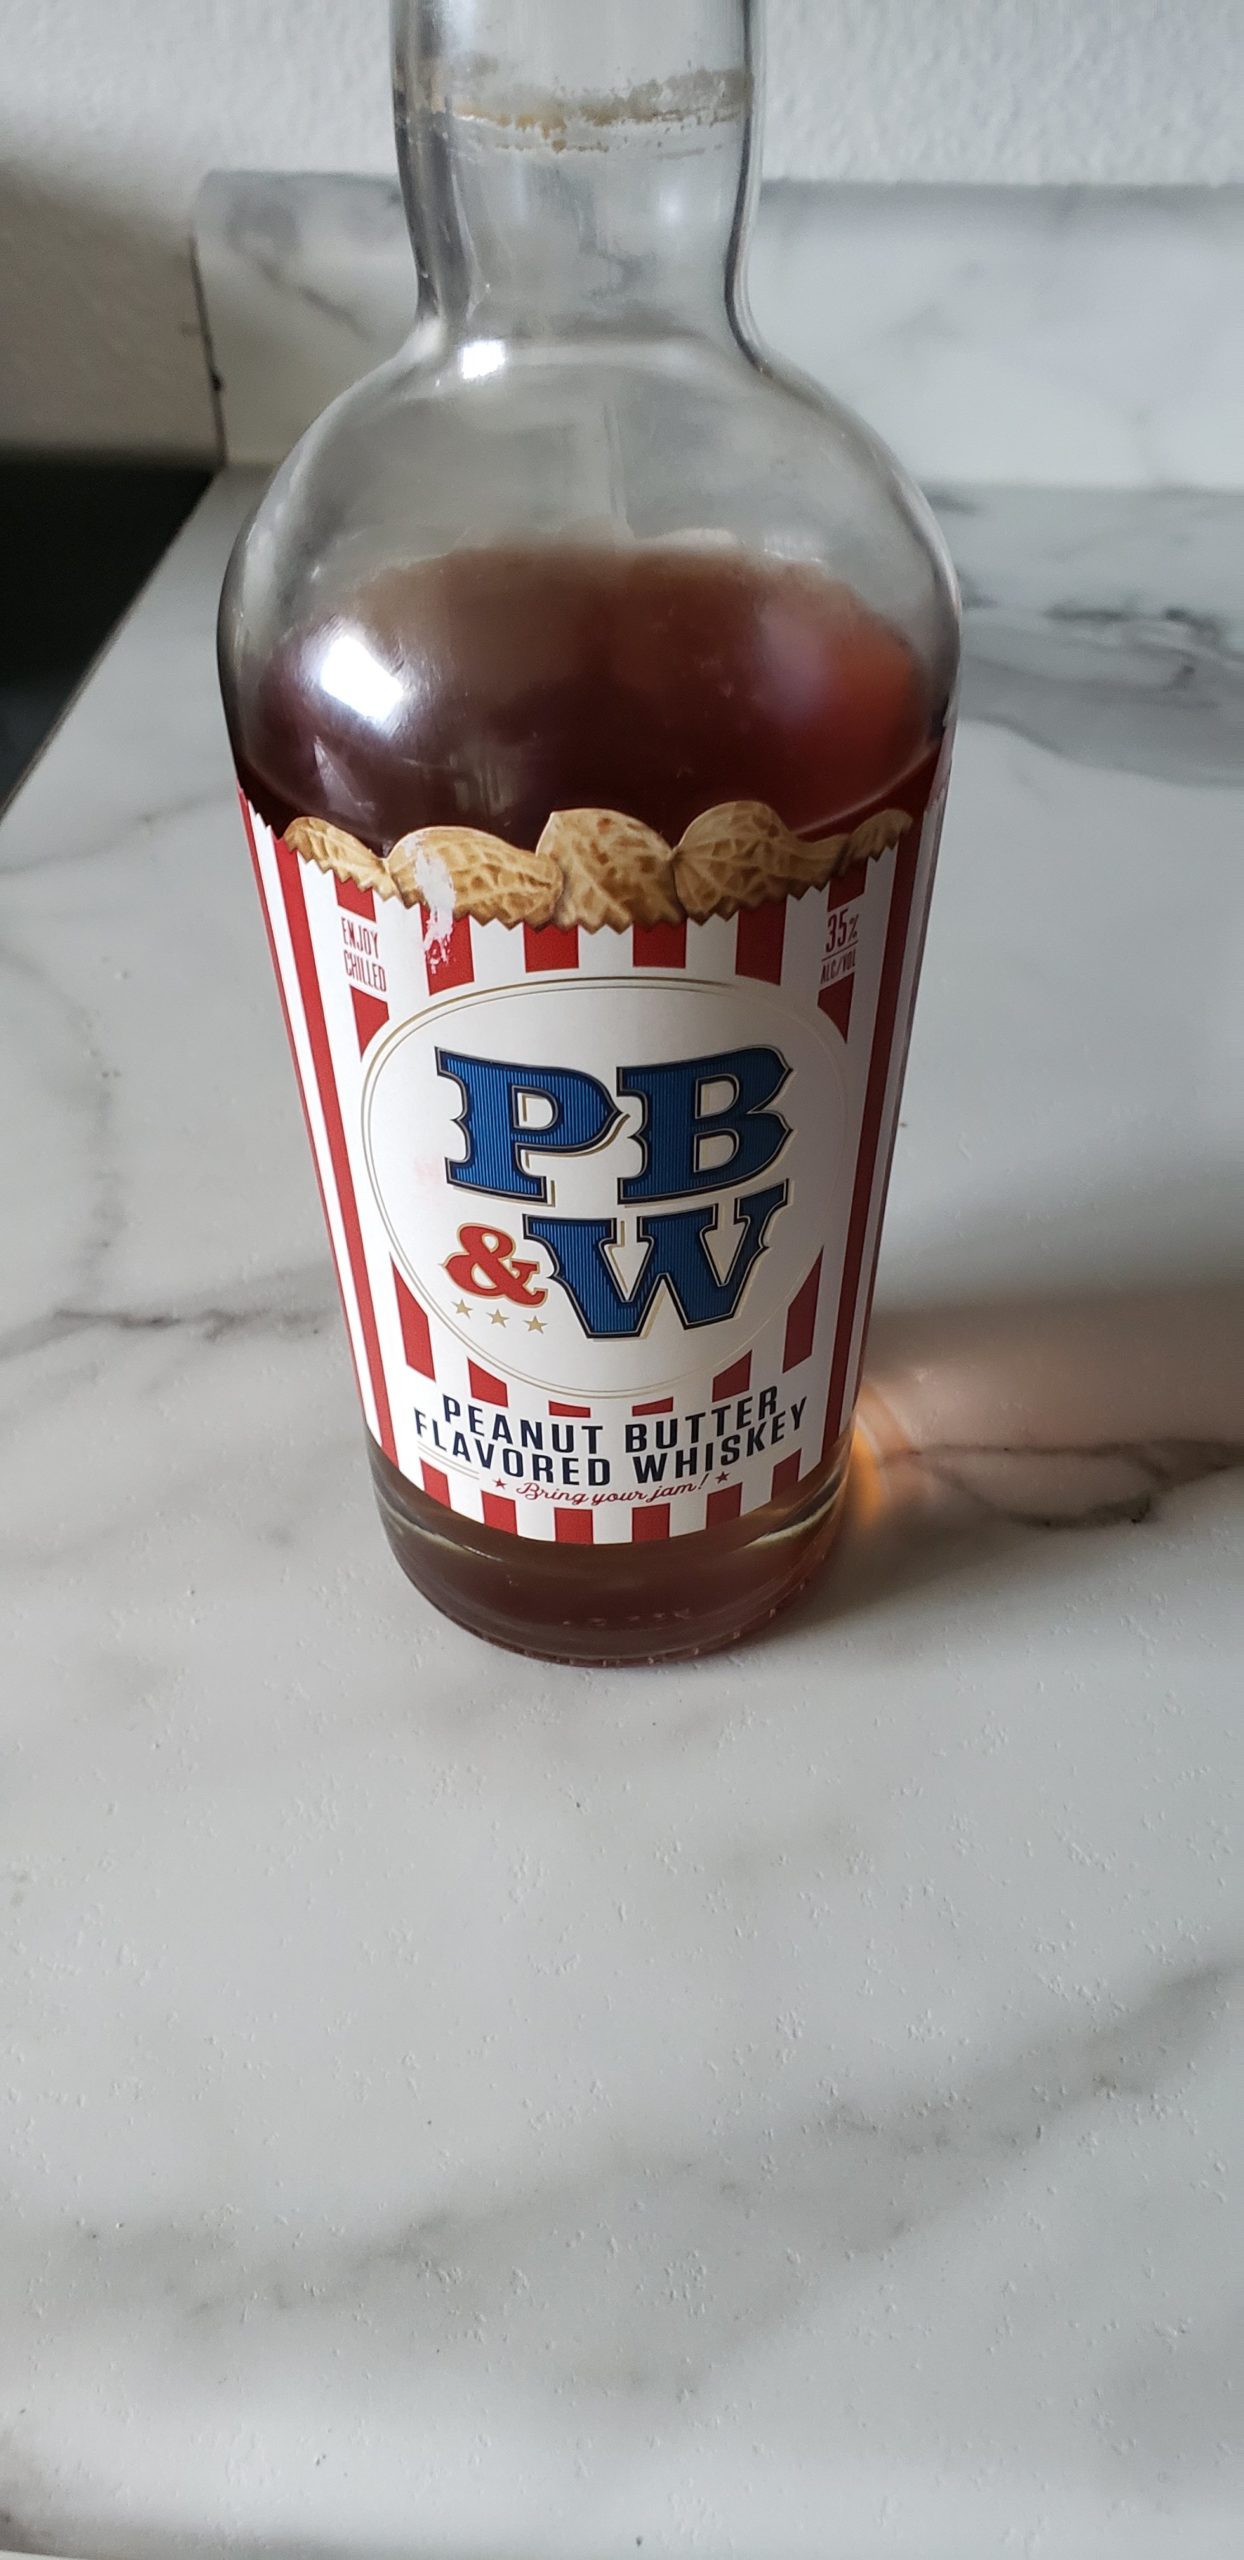 ENJOY
CHILLED
35%
ALC/VOL
PB
& W
PEANUT BUTTER
FLAVORED WHISKEY
Bring your jam!